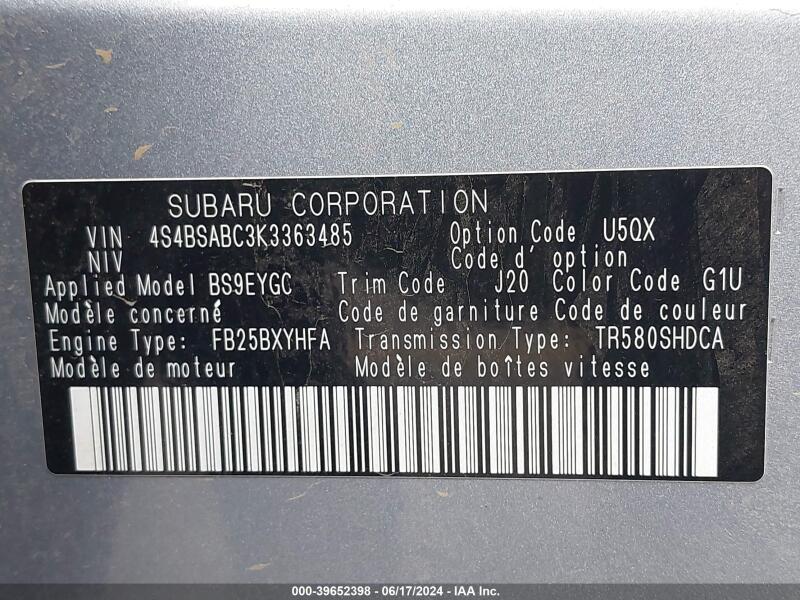 SUBARU CORPORATION
VIN 4S4BSABC3K3363485 Option Code U5QX
NIV Code d' option
Applied Model BS9EYGC Trim Code J20 Color Code G1U
Modèle concerné Code de garniture Code de couleur
Engine Type: FB25BXYHFA Transmission Type: TR580SHDCA
Modèle de moteur Modèle de boîtes vitesse
000-39652398 - 06/17/2024 - IAA Inc.